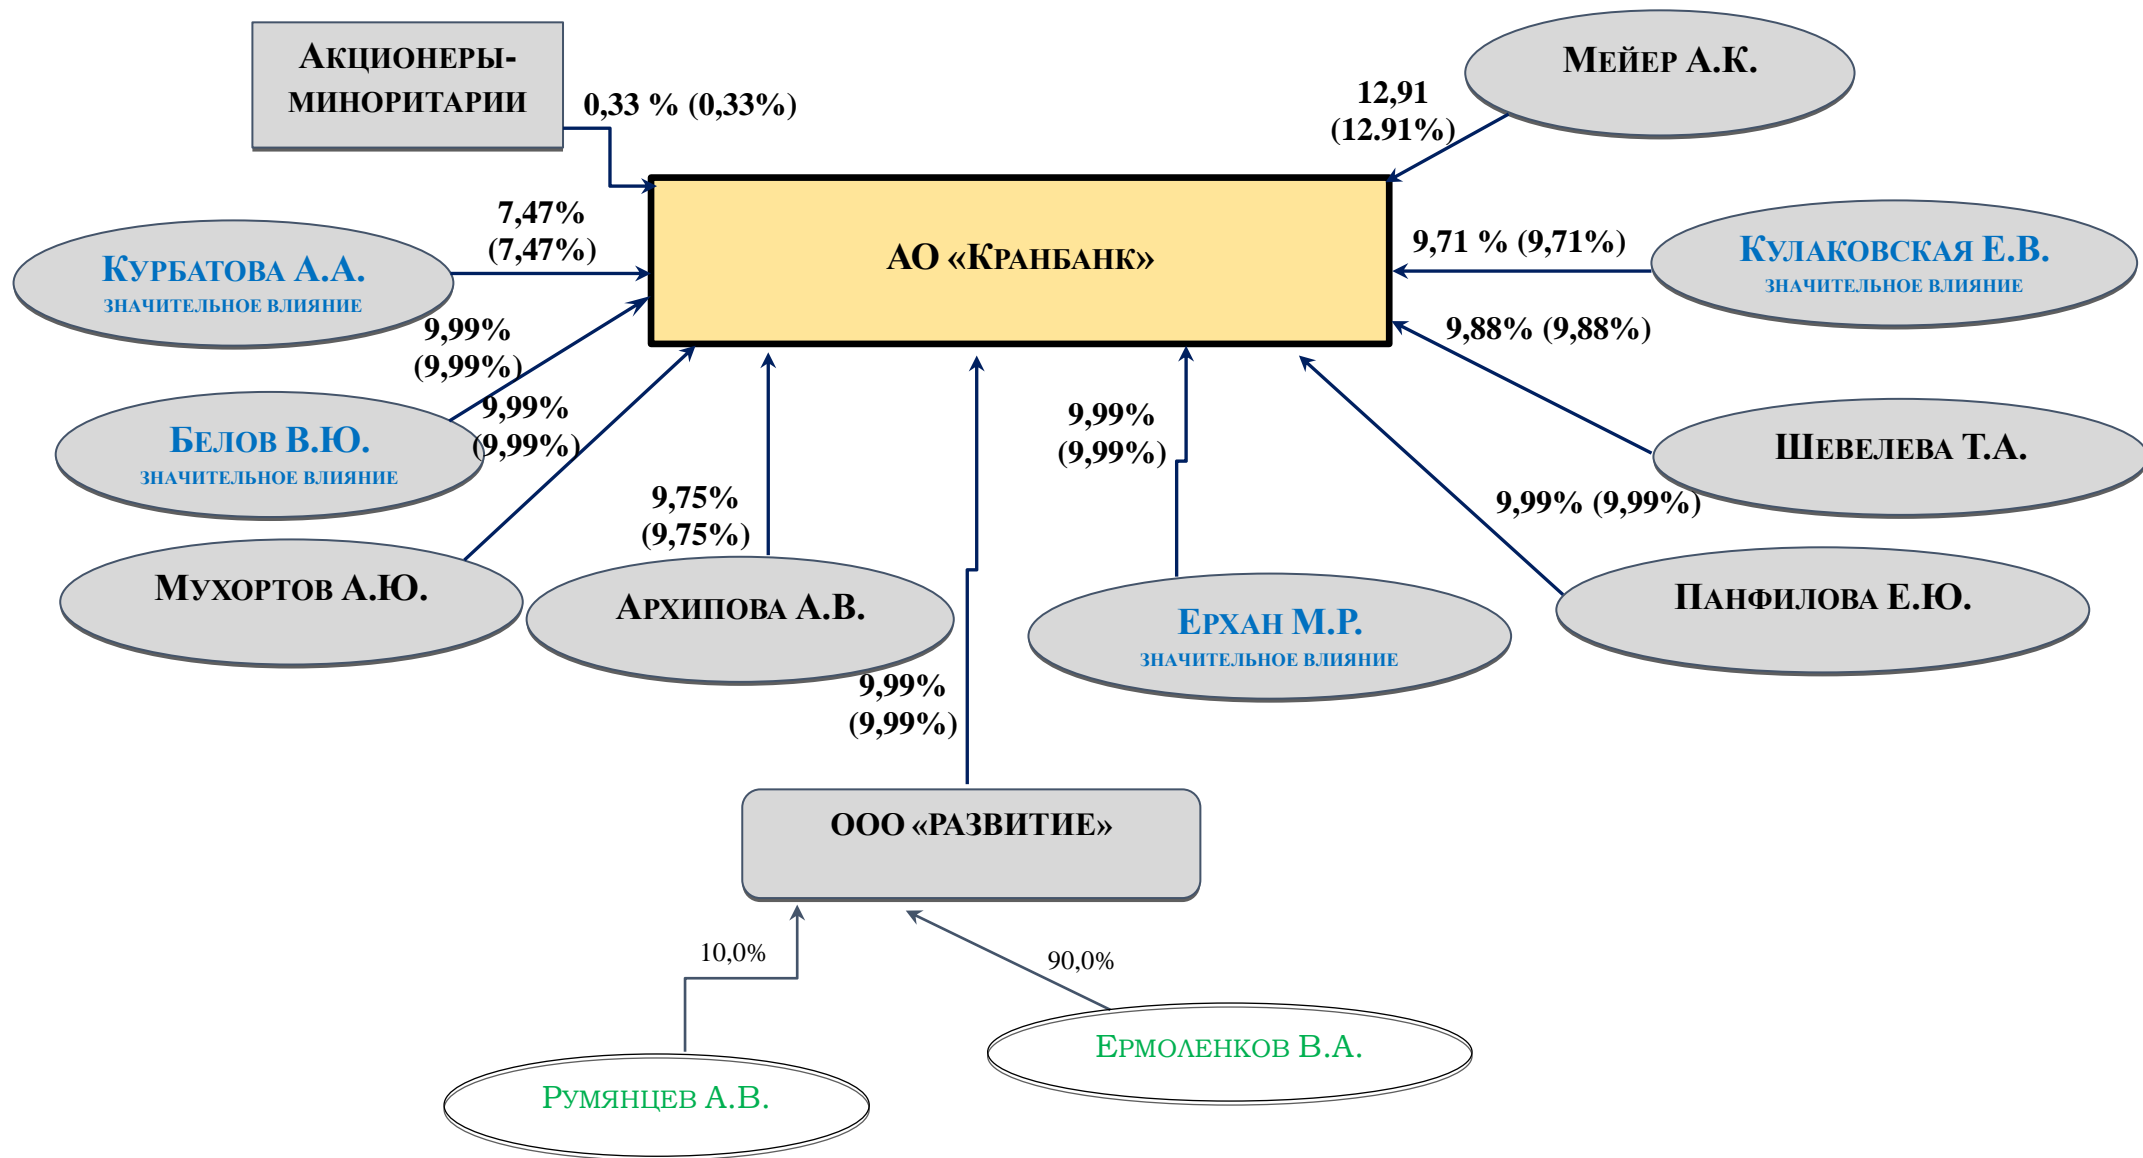 Акционеры-
миноритарии
0,33 % (0,33%)
12,91
(12.91%)
Мейер А.К.
7,47%
(7,47%)
АО «Кранбанк»
9,71 % (9,71%)
Кулаковская Е.В.
значительное влияние
Курбатова А.А.
значительное влияние
9,99%
(9,99%)
9,88% (9,88%)
Белов В.Ю.
значительное влияние
9,99%
(9,99%)
9,99%
(9,99%)
Шевелева Т.А.
9,75%
(9,75%)
9,99% (9,99%)
Мухортов А.Ю.
Архипова А.В.
Ерхан М.Р.
значительное влияние
Панфилова Е.Ю.
9,99%
(9,99%)
ООО «РАЗВИТИЕ»
10,0%
90,0%
Румянцев А.В.
Ермоленков В.А.